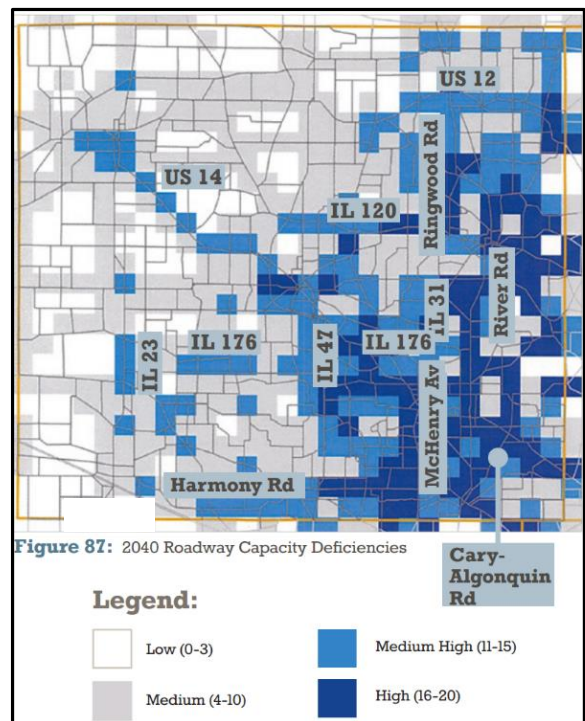 US 12
Ringwood Rd
US 14
IL 120
River Rd
IL 31
IL 23
IL 176
IL 47
IL 176
McHenry Av
Harmony Rd
Figure 87: 2040 Roadway Capacity Deficiencies
Cary-
Algonquin
Rd
Legend:
Low (0-3)
Medium High (11-15)
Medium (4-10)
High (16-20)